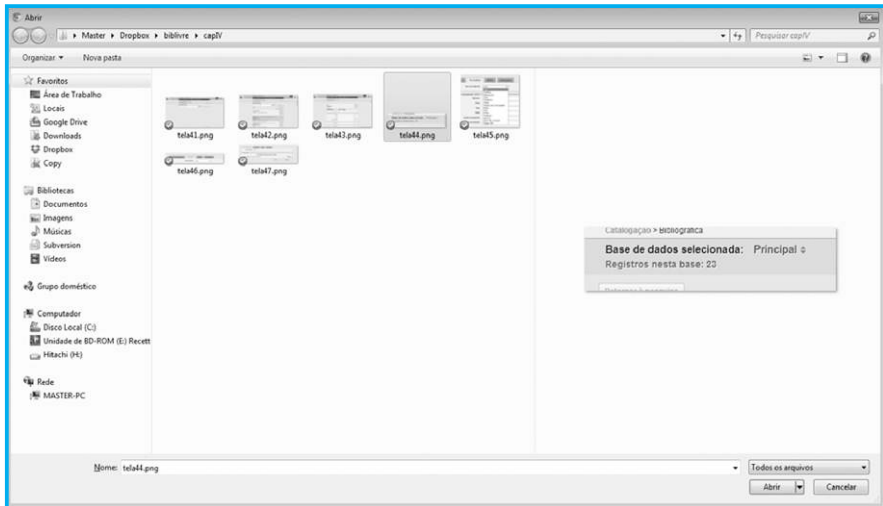 Abrir
Master ▸ Dropbox ▸ biblivre ▸ capIV
Pesquisar capIV
Organizar ▾ Nova pasta
Favoritos
Área de Trabalho
Locais
Google Drive
Downloads
Dropbox
Copy
Bibliotecas
Documentos
Imagens
Músicas
Subversion
Vídeos
Grupo doméstico
Computador
Disco Local (C:)
Unidade de BD-ROM (E:) Recett
Hitachi (H:)
Rede
MASTER-PC
tela41.png
tela42.png
tela43.png
tela44.png
tela45.png
tela46.png
tela47.png
Catalogação > Bibliográfica
Base de dados selecionada: Principal
Registros nesta base: 23
Nome: tela44.png
Todos os arquivos
Abrir
Cancelar